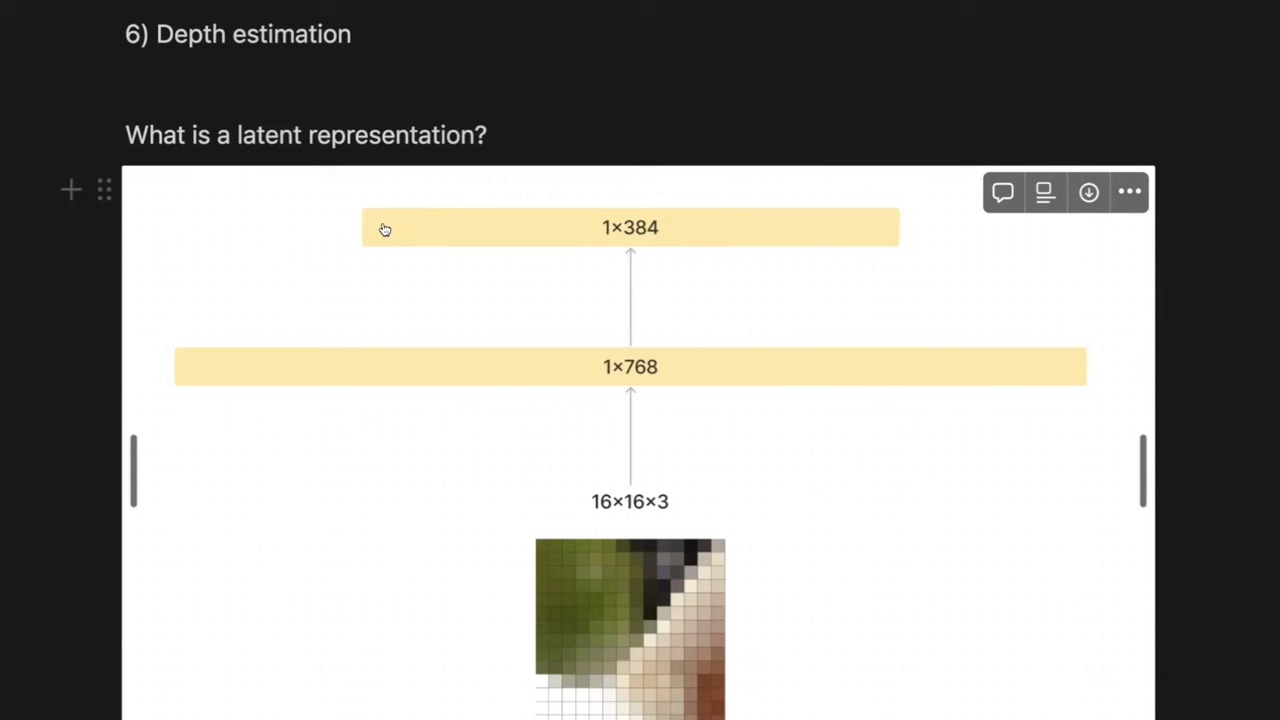 6) Depth estimation
What is a latent representation?
1×384
1×768
16×16×3